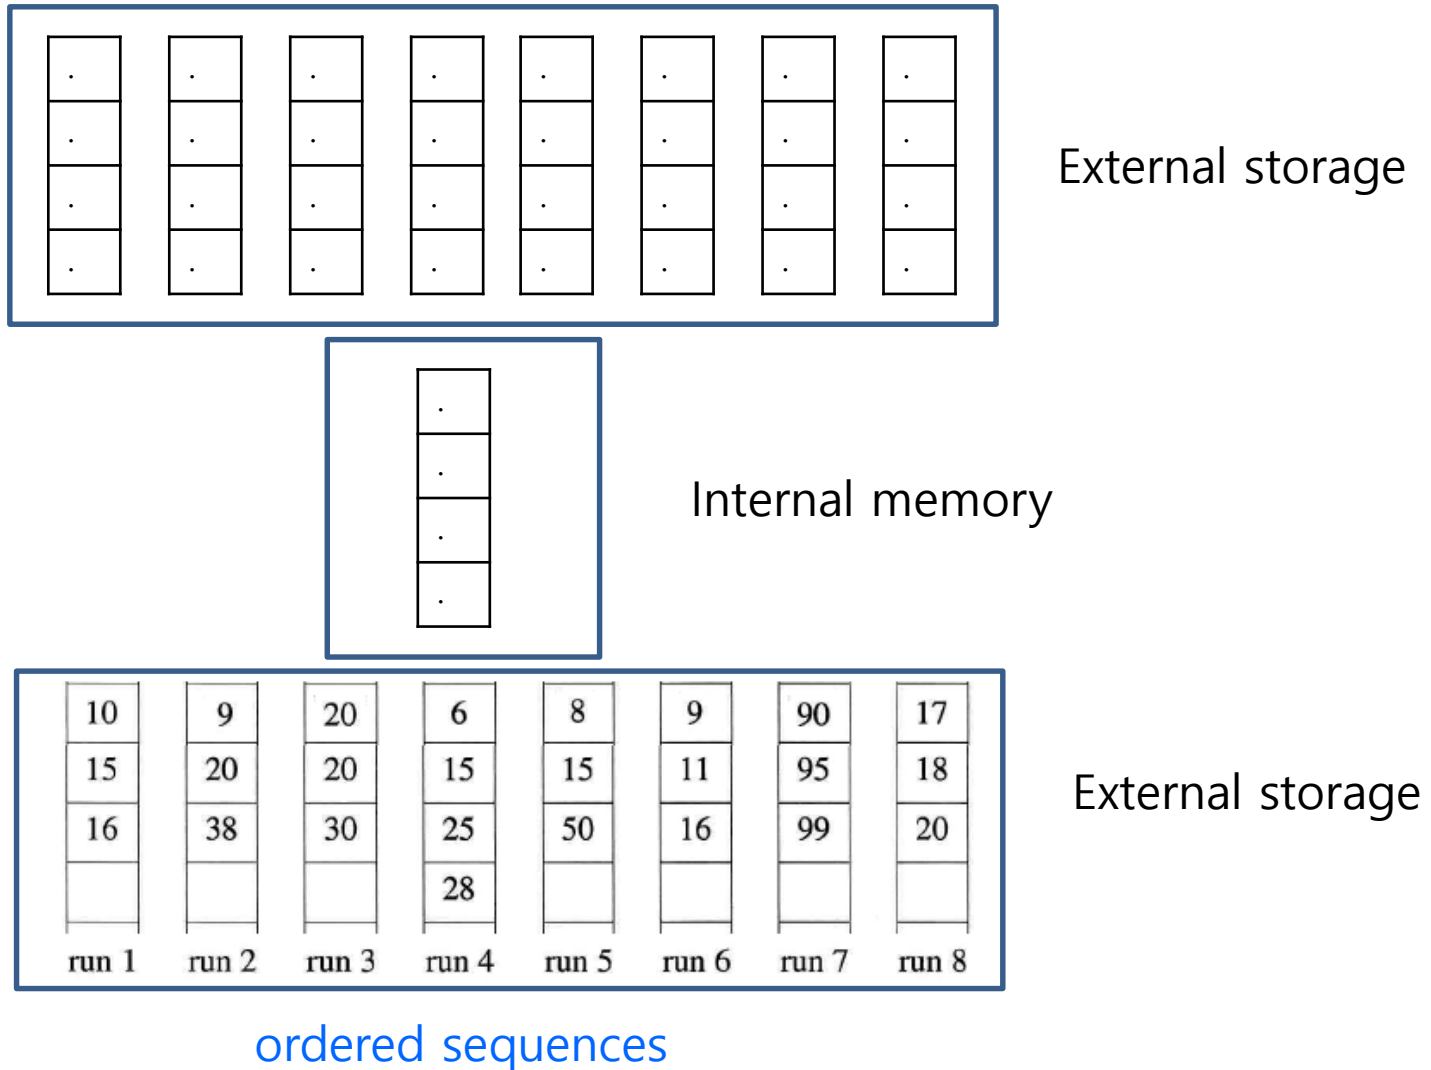 . . . . . . . .
. . . . . . . .
. . . . . . . .
. . . . . . . .
External storage
.
.
.
.
Internal memory
10 9 20 6 8 9 90 17
15 20 20 15 15 11 95 18
16 38 30 25 50 16 99 20
28
run 1 run 2 run 3 run 4 run 5 run 6 run 7 run 8
External storage
ordered sequences